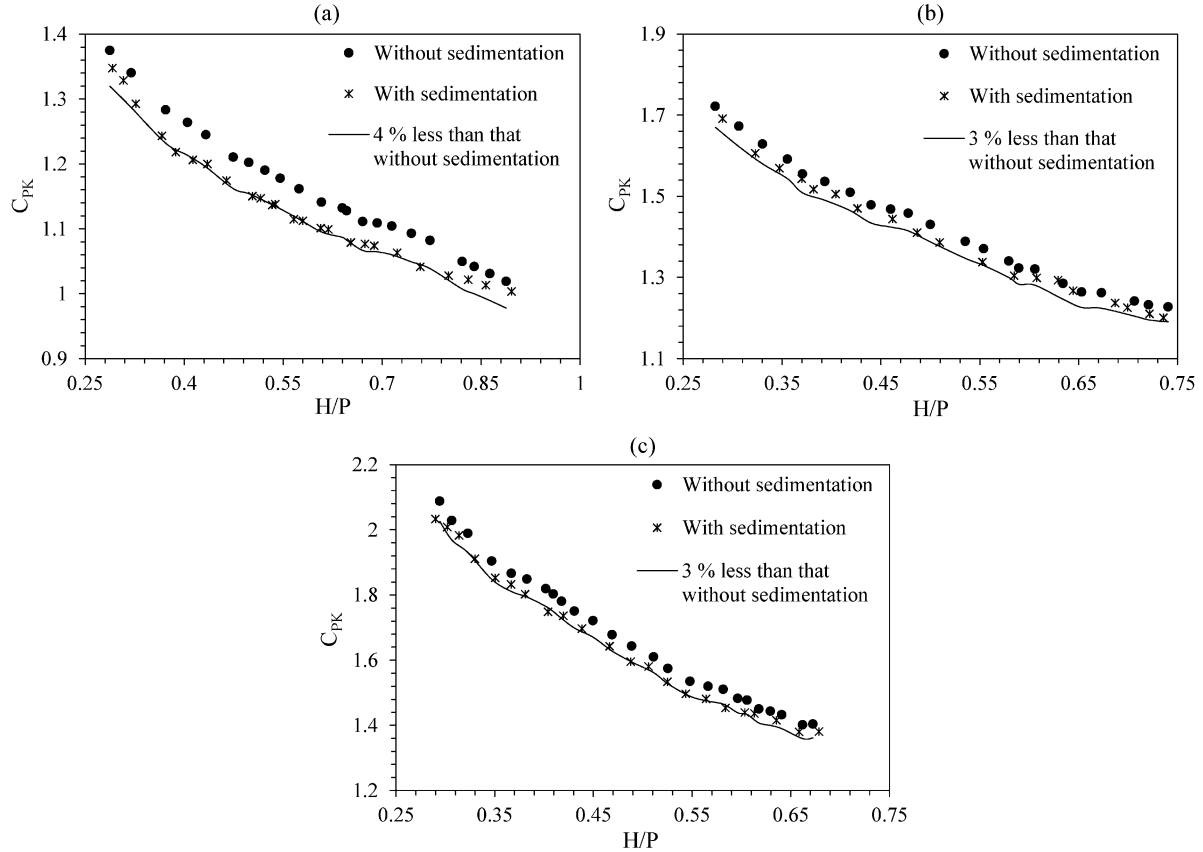 (a)
1.4
1.3
1.2
1.1
1
0.9
C_PK
0.25
0.4
0.55
0.7
0.85
1
H/P
Without sedimentation
With sedimentation
4 % less than that
without sedimentation
(b)
1.9
1.7
1.5
1.3
1.1
C_PK
0.25
0.35
0.45
0.55
0.65
0.75
H/P
Without sedimentation
With sedimentation
3 % less than that
without sedimentation
(c)
2.2
2
1.8
1.6
1.4
1.2
C_PK
0.25
0.35
0.45
0.55
0.65
0.75
H/P
Without sedimentation
With sedimentation
3 % less than that
without sedimentation